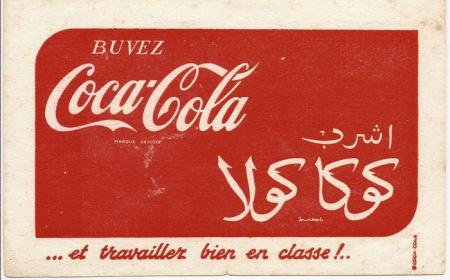 BUVEZ
Coca-Cola
MARQUE DÉPOSÉE
اشرب
كوكا كولا
... et travaillez bien en classe!..